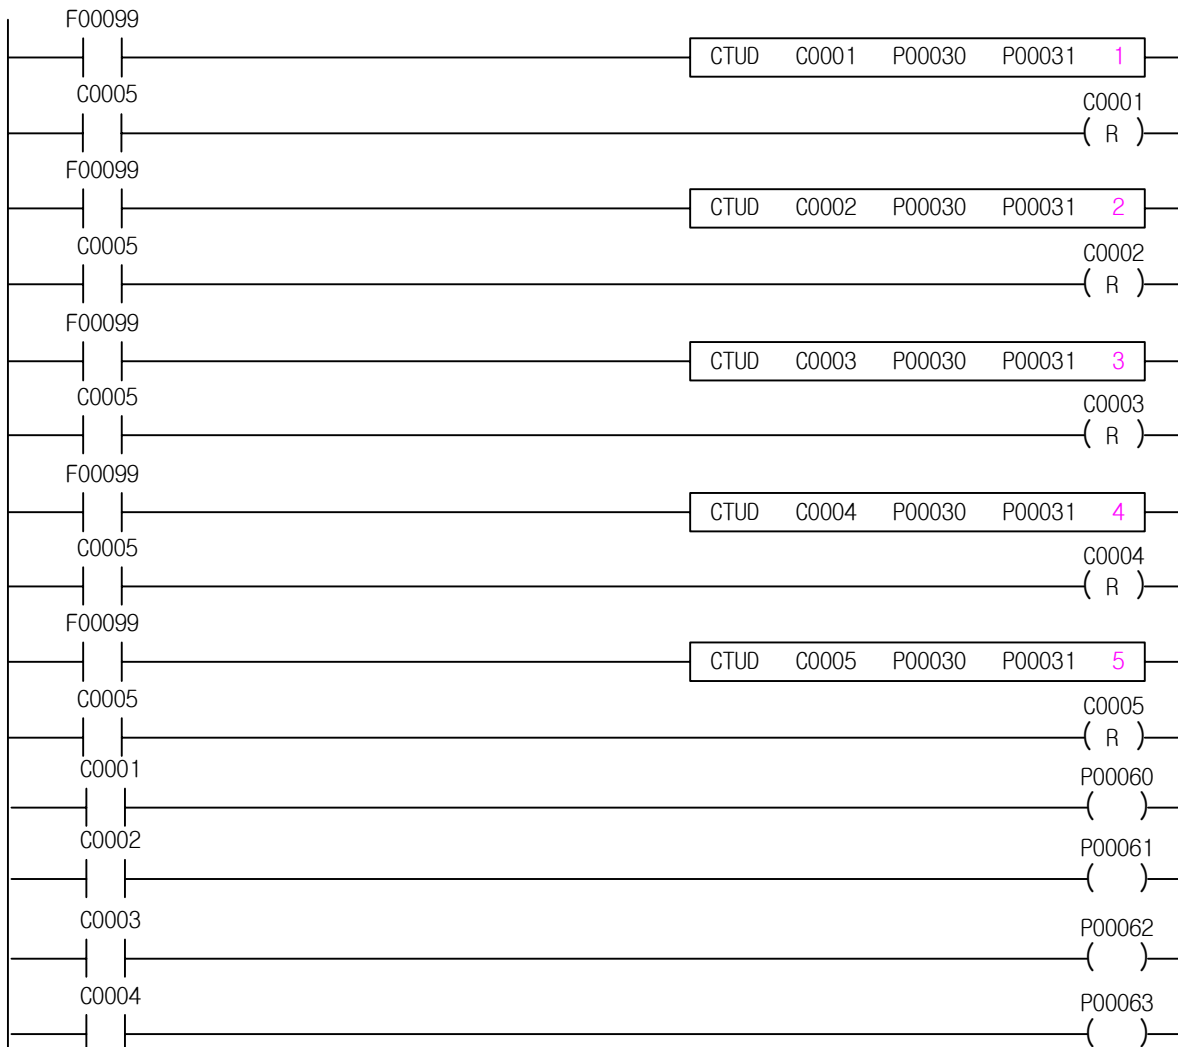 F00099
CTUD C0001 P00030 P00031 1
C0005
C0001
R
F00099
CTUD C0002 P00030 P00031 2
C0005
C0002
R
F00099
CTUD C0003 P00030 P00031 3
C0005
C0003
R
F00099
CTUD C0004 P00030 P00031 4
C0005
C0004
R
F00099
CTUD C0005 P00030 P00031 5
C0005
C0005
R
C0001
P00060
C0002
P00061
C0003
P00062
C0004
P00063